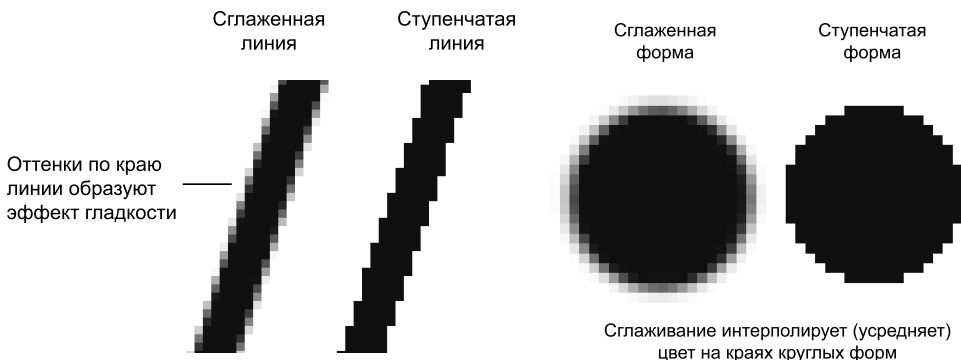 Сглаженная
линия
Ступенчатая
линия
Сглаженная
форма
Ступенчатая
форма
Оттенки по краю
линии образуют
эффект гладкости
Сглаживание интерполирует (усредняет)
цвет на краях круглых форм